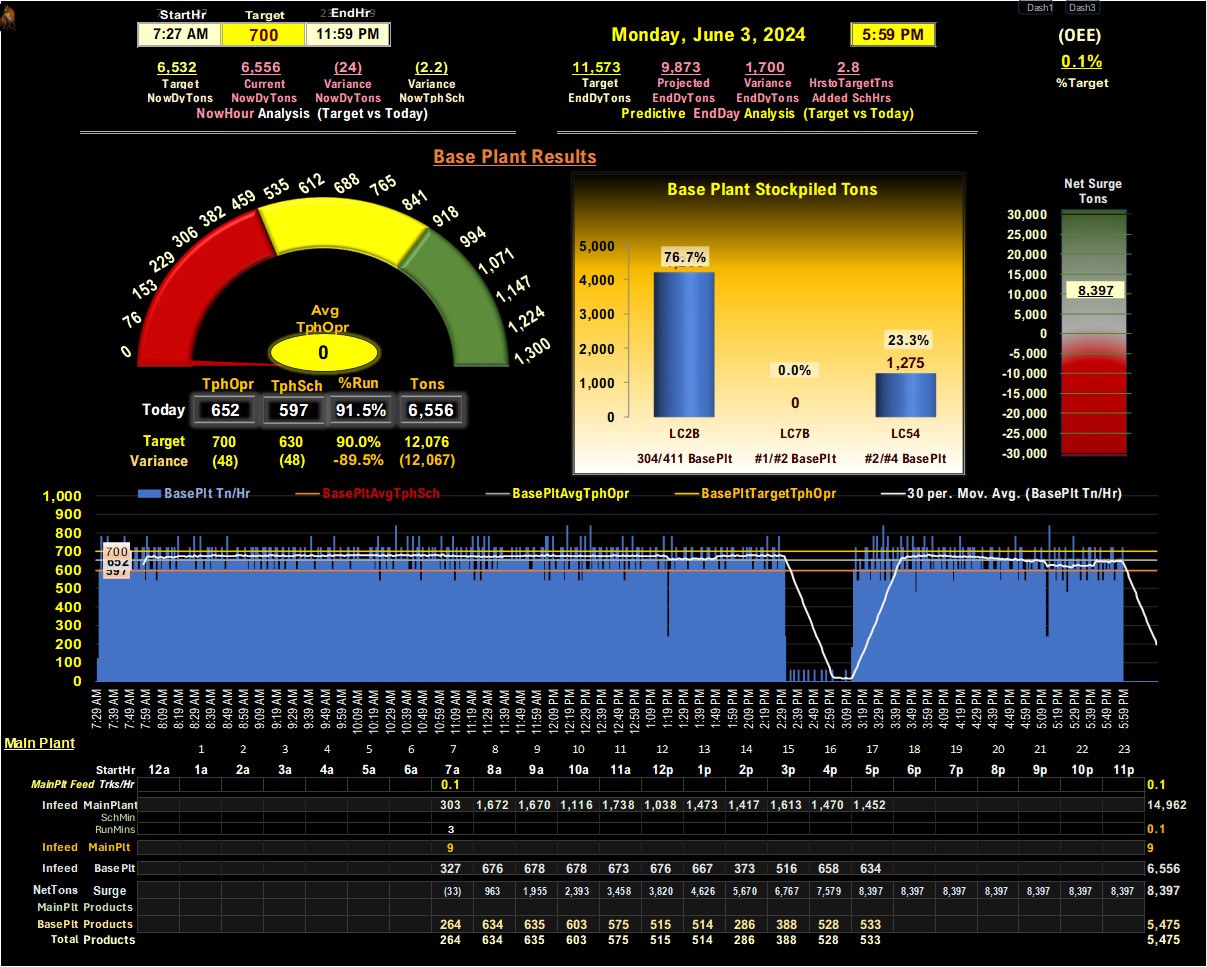 Dash1 Dash3
StartHr Target EndHr
7:27 AM 700 11:59 PM
Monday, June 3, 2024 5:59 PM
(OEE)
0.1%
%Target
6,532 6,556 (24) (2.2)
Target Current Variance Variance
NowDyTons NowDyTons NowDyTons NowTphSch
NowHour Analysis (Target vs Today)
11,573 9,873 1,700 2.8
Target Projected Variance HrstoTargetTns
EndDyTons EndDyTons EndDyTons Added SchHrs
Predictive EndDay Analysis (Target vs Today)
Base Plant Results
0 76 153 229 306 382 459 535 612 688 765 841 918 994 1,071 1,147 1,224 1,300
Avg
TphOpr
0
TphOpr TphSch %Run Tons
Today 652 597 91.5% 6,556
Target 700 630 90.0% 12,076
Variance (48) (48) -89.5% (12,067)
Base Plant Stockpiled Tons
5,000
4,000
3,000
2,000
1,000
0
76.7%
0.0%
0
23.3%
1,275
LC2B LC7B LC54
304/411 BasePlt #1/#2 BasePlt #2/#4 BasePlt
Net Surge
Tons
30,000
25,000
20,000
15,000
10,000
5,000
0
-5,000
-10,000
-15,000
-20,000
-25,000
-30,000
8,397
BasePlt Tn/Hr BasePltAvgTphSch BasePltAvgTphOpr BasePltTargetTphOpr 30 per. Mov. Avg. (BasePlt Tn/Hr)
1,000
900
800
700
600
500
400
300
200
100
0
700
652
597
7:29 AM 7:39 AM 7:49 AM 7:59 AM 8:09 AM 8:19 AM 8:29 AM 8:39 AM 8:49 AM 8:59 AM 9:09 AM 9:19 AM 9:29 AM 9:39 AM 9:49 AM 9:59 AM 10:09 AM 10:19 AM 10:29 AM 10:39 AM 10:49 AM 10:59 AM 11:09 AM 11:19 AM 11:29 AM 11:39 AM 11:49 AM 11:59 AM 12:09 PM 12:19 PM 12:29 PM 12:39 PM 12:49 PM 12:59 PM 1:09 PM 1:19 PM 1:29 PM 1:39 PM 1:49 PM 1:59 PM 2:09 PM 2:19 PM 2:29 PM 2:39 PM 2:49 PM 2:59 PM 3:09 PM 3:19 PM 3:29 PM 3:39 PM 3:49 PM 3:59 PM 4:09 PM 4:19 PM 4:29 PM 4:39 PM 4:49 PM 4:59 PM 5:09 PM 5:19 PM 5:29 PM 5:39 PM 5:49 PM 5:59 PM
Main Plant
1 2 3 4 5 6 7 8 9 10 11 12 13 14 15 16 17 18 19 20 21 22 23
StartHr 12a 1a 2a 3a 4a 5a 6a 7a 8a 9a 10a 11a 12p 1p 2p 3p 4p 5p 6p 7p 8p 9p 10p 11p
MainPlt Feed Trks/Hr 0.1 0.1
Infeed MainPlant 303 1,672 1,670 1,116 1,738 1,038 1,473 1,417 1,613 1,470 1,452 14,962
SchMin
RunMins 3 0.1
Infeed MainPlt 9 9
Infeed BasePlt 327 676 678 678 673 676 667 373 516 658 634 6,556
NetTons Surge (33) 963 1,955 2,393 3,458 3,820 4,626 5,670 6,767 7,579 8,397 8,397 8,397 8,397 8,397 8,397 8,397 8,397
MainPlt Products
BasePlt Products 264 634 635 603 575 515 514 286 388 528 533 5,475
Total Products 264 634 635 603 575 515 514 286 388 528 533 5,475